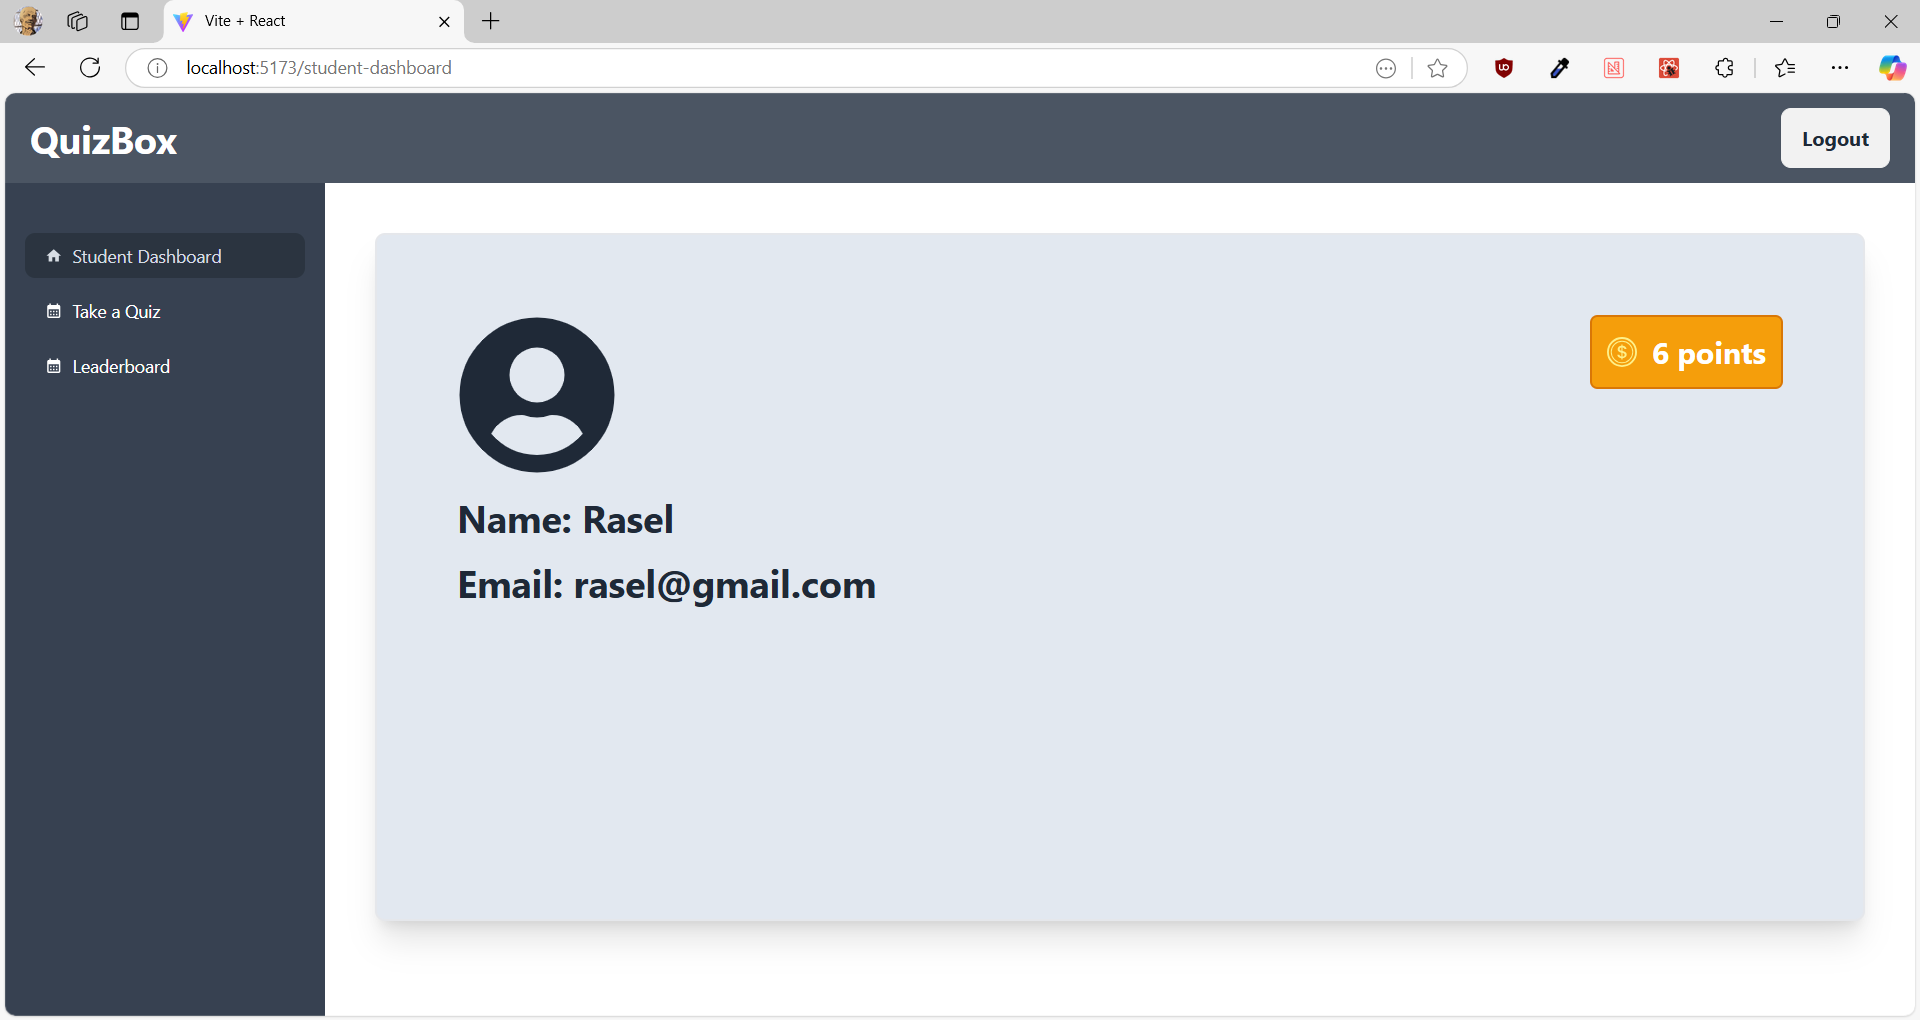 Vite + React
localhost:5173/student-dashboard
QuizBox
Logout
Student Dashboard
Take a Quiz
Leaderboard
6 points
Name: Rasel
Email: rasel@gmail.com